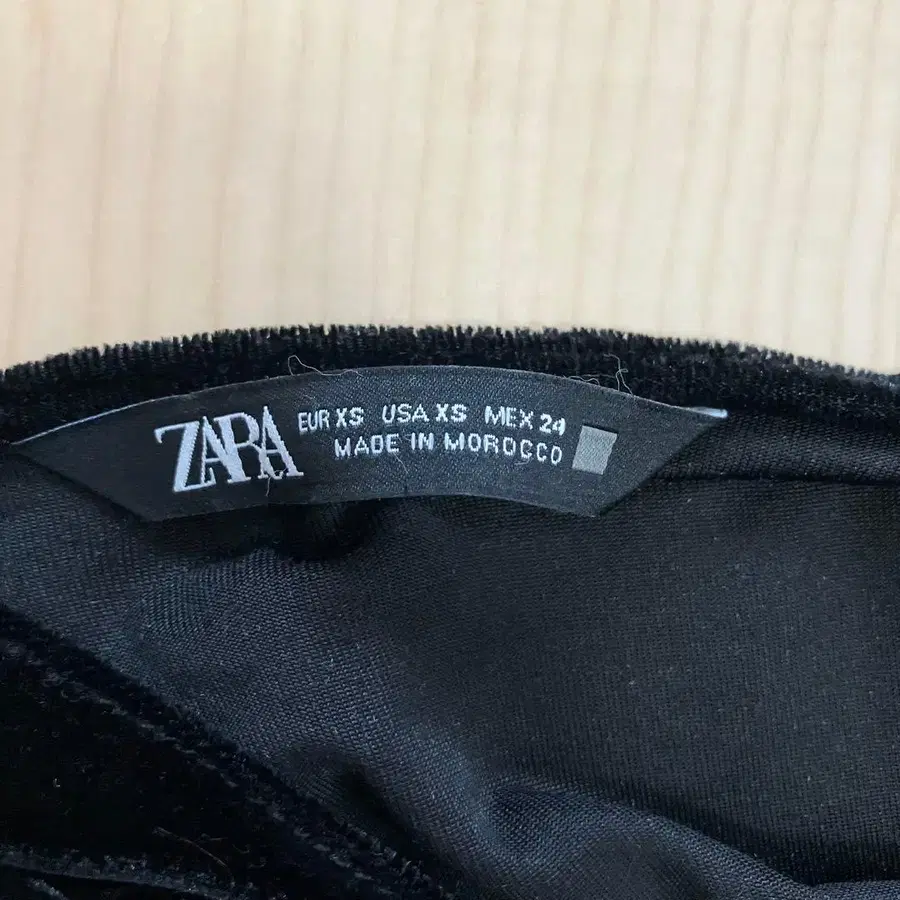 ZARA
EUR XS USA XS MEX 24
MADE IN MOROCCO